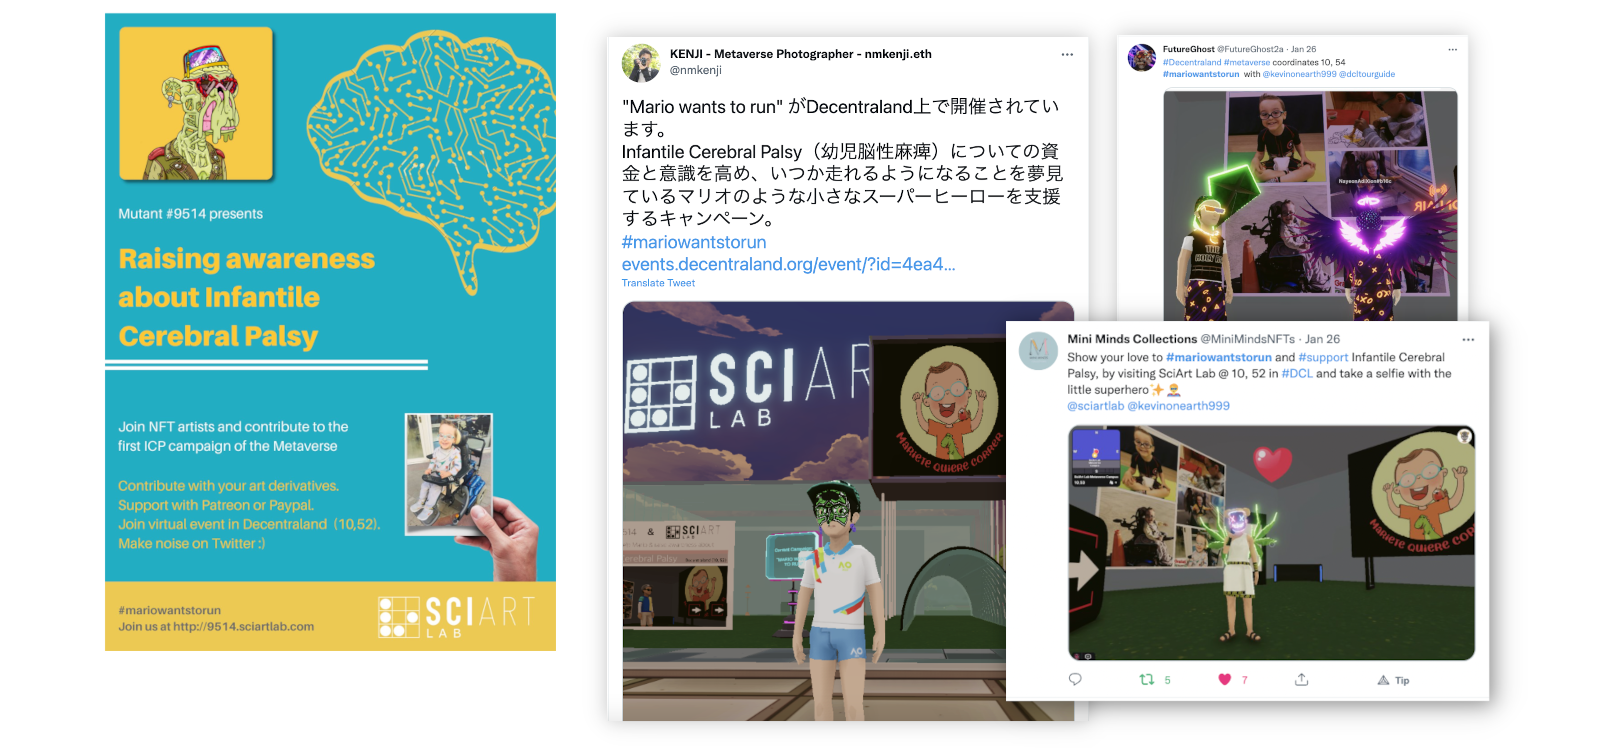 Mutant #9514 presents
Raising awareness
about Infantile
Cerebral Palsy
Join NFT artists and contribute to the
first ICP campaign of the Metaverse
Contribute with your art derivatives.
Support with Patreon or Paypal.
Join virtual event in Decentraland (10,52).
Make noise on Twitter :)
#mariowantstorun
Join us at http://9514.sciartlab.com
SCIART
LAB
KENJI - Metaverse Photographer - nmkenji.eth
@nmkenji
"Mario wants to run" がDecentraland上で開催されてい
ます。
Infantile Cerebral Palsy（幼児脳性麻痺）についての資
金と意識を高め、いつか走れるようになることを夢見
ているマリオのような小さなスーパーヒーローを支援
するキャンペーン。
#mariowantstorun
events.decentraland.org/event/?id=4ea4...
Translate Tweet
SCIAR
LAB
MARIETE QUIERE CORRER
514 & SCIART
Cerebral Palsy
AO
AO
FutureGhost @FutureGhost2a · Jan 26
#Decentraland #metaverse coordinates 10, 54
#mariowantstorun with @kevinonearth999 @dcltourguide
THE
Mini Minds Collections @MiniMindsNFTs · Jan 26
Show your love to #mariowantstorun and #support Infantile Cerebral
Palsy, by visiting SciArt Lab @ 10, 52 in #DCL and take a selfie with the
little superhero✨🦸
@sciartlab @kevinonearth999
MARIETE QUIERE COR
5
7
Tip